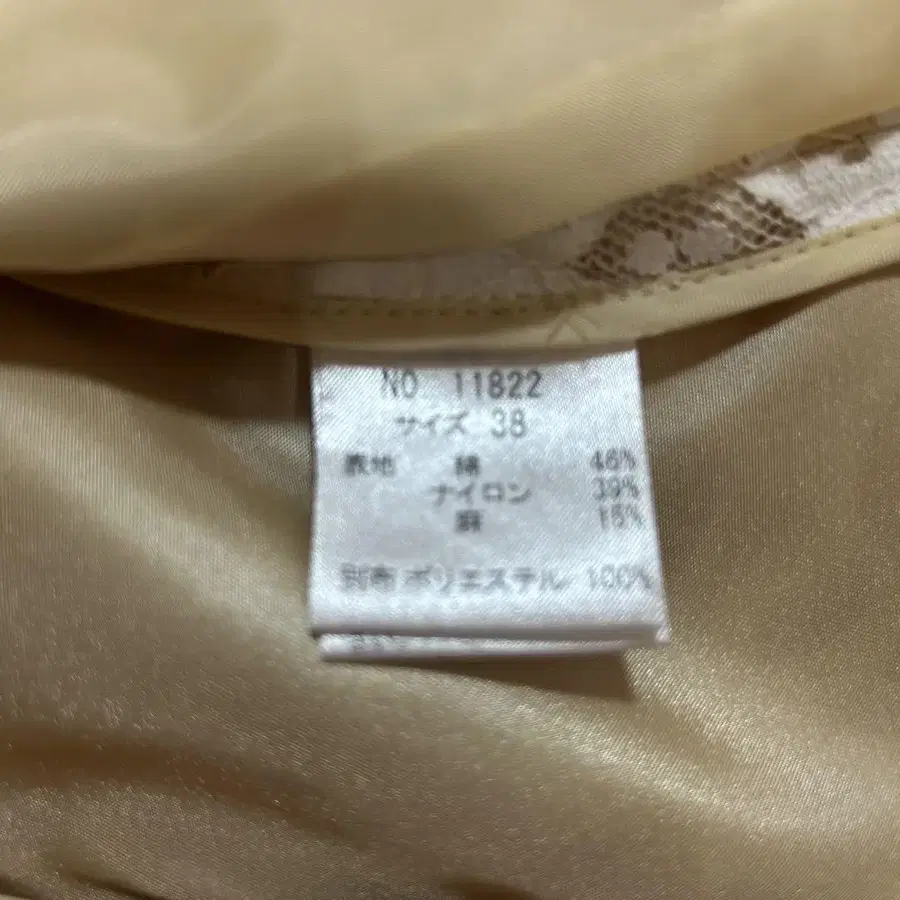 NO. 11822
サイズ 38
表地 綿 46%
ナイロン 39%
麻 15%
別布 ポリエステル 100%